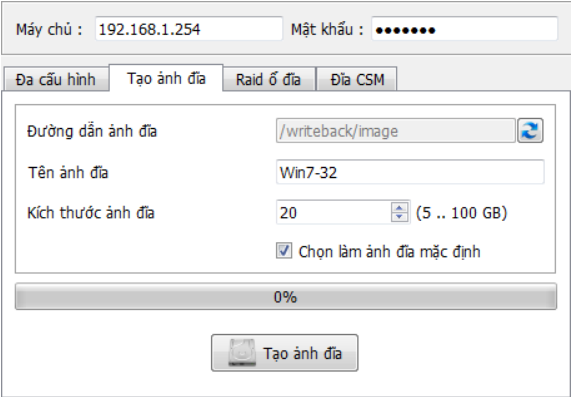 Máy chủ : 192.168.1.254 Mật khẩu : ●●●●●●●
Đa cấu hình Tạo ảnh đĩa Raid ổ đĩa Đĩa CSM
Đường dẫn ảnh đĩa /writeback/image
Tên ảnh đĩa Win7-32
Kích thước ảnh đĩa 20 (5 .. 100 GB)
Chọn làm ảnh đĩa mặc định
0%
Tạo ảnh đĩa